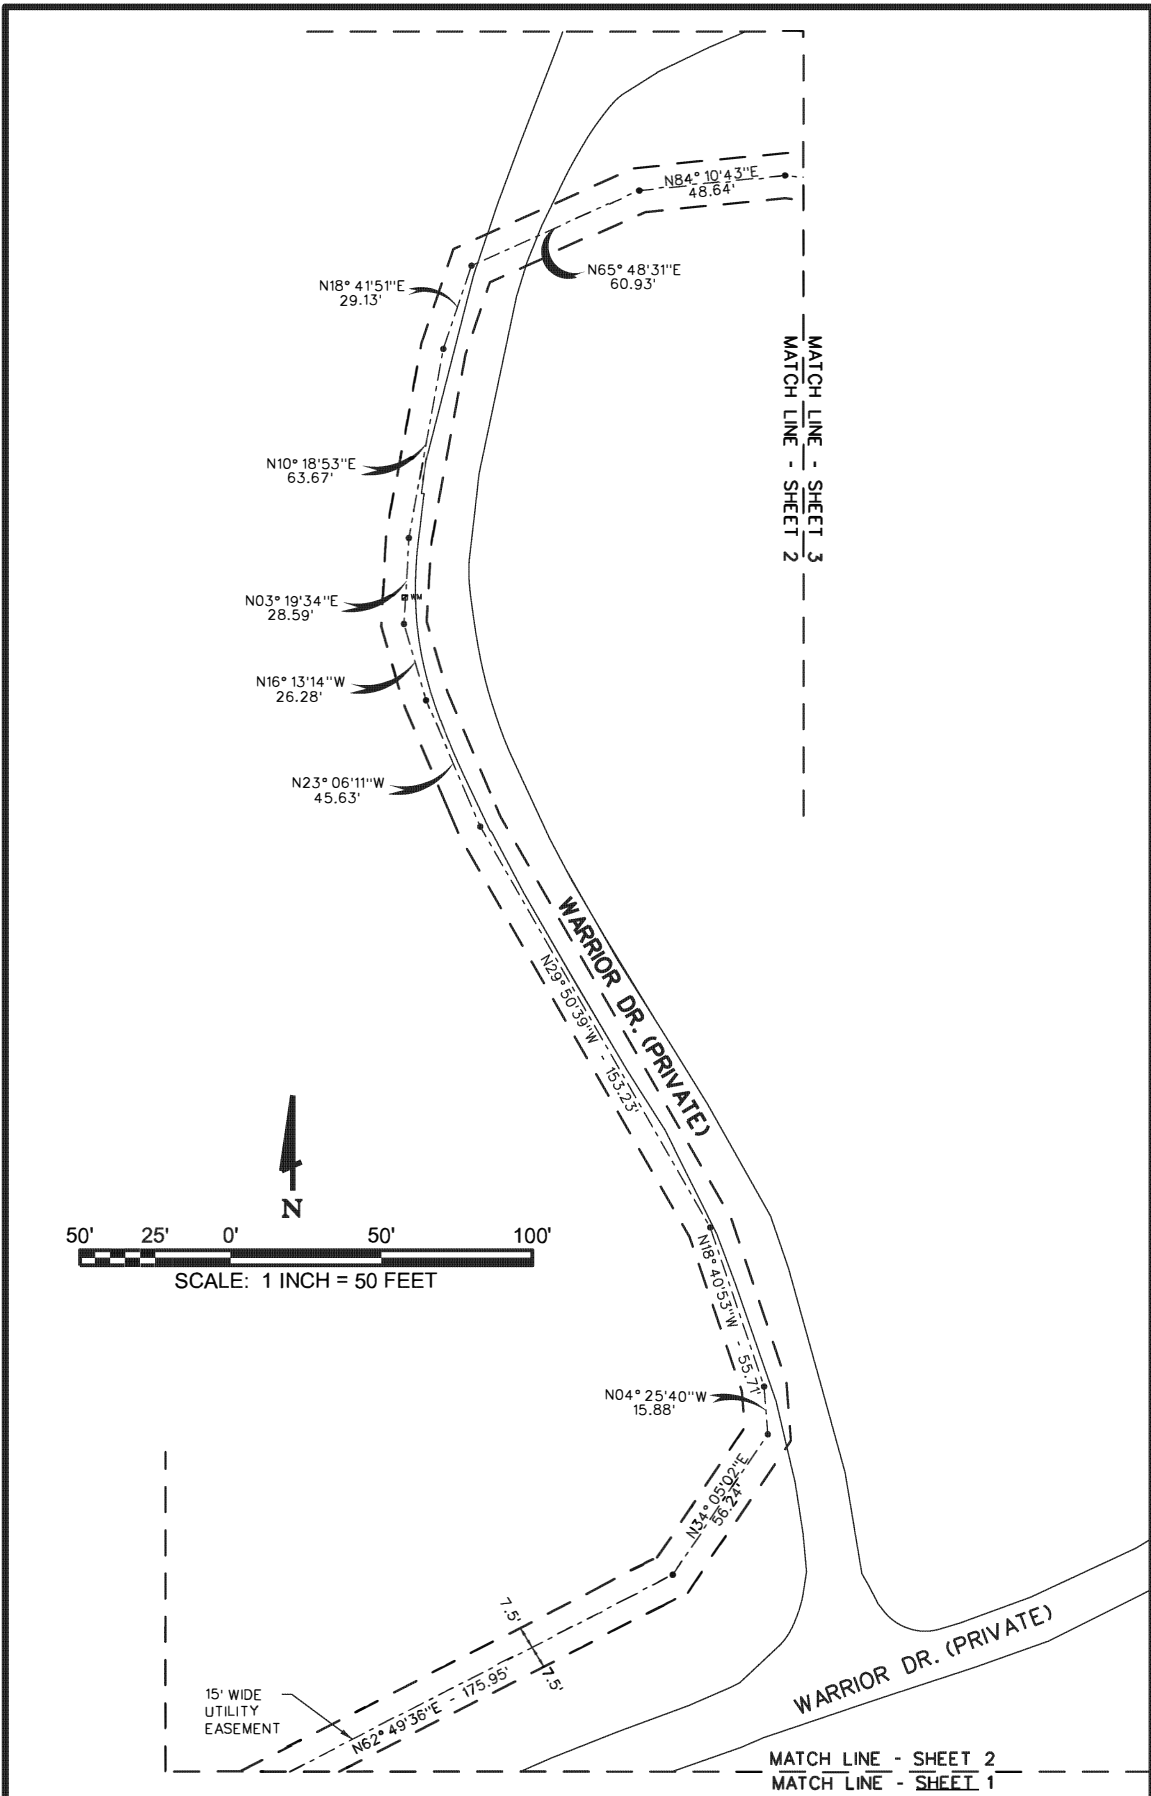 N84° 10'43"E
48.64'
N65° 48'31"E
60.93'
N18° 41'51"E
29.13'
MATCH LINE - SHEET 3
MATCH LINE - SHEET 2
N10° 18'53"E
63.67'
N03° 19'34"E
28.59'
WM
N16° 13'14"W
26.28'
N23° 06'11"W
45.63'
WARRIOR DR. (PRIVATE)
N29° 50'39"W - 153.23'
N
50' 25' 0' 50' 100'
SCALE: 1 INCH = 50 FEET
N18° 40'53"W - 55.71'
N04° 25'40"W
15.88'
N34° 05'02"E
56.24'
7.5'
7.5'
15' WIDE
UTILITY
EASEMENT
N62° 49'36"E - 175.95'
WARRIOR DR. (PRIVATE)
MATCH LINE - SHEET 2
MATCH LINE - SHEET 1